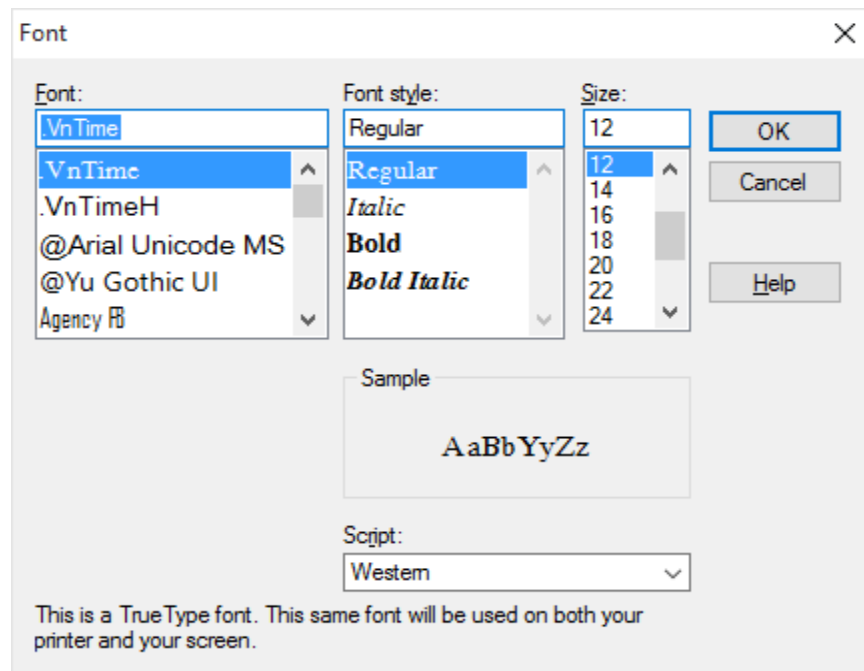 Font
Font:
Font style:
Size:
.VnTime
Regular
12
OK
.VnTime
.VnTimeH
@Arial Unicode MS
@Yu Gothic UI
Agency FB
Regular
Italic
Bold
Bold Italic
12
14
16
18
20
22
24
Cancel
Help
Sample
AaBbYyZz
Script:
Western
This is a TrueType font. This same font will be used on both your
printer and your screen.